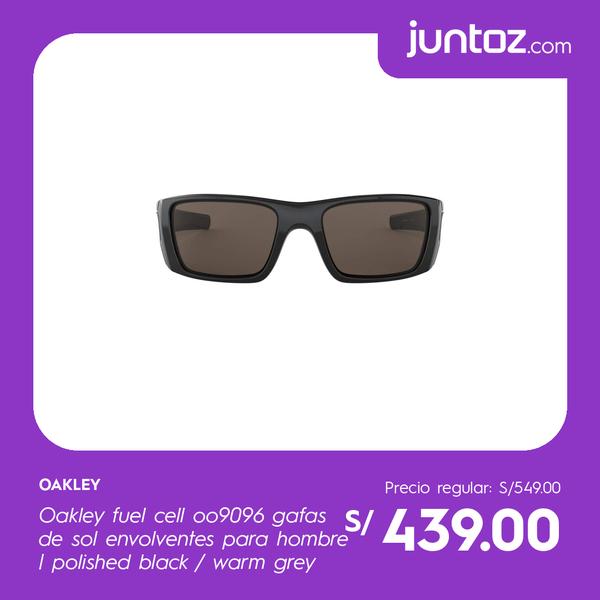 juntoz.com
OAKLEY
Oakley fuel cell oo9096 gafas
de sol envolventes para hombre
| polished black / warm grey
Precio regular: S/549.00
S/ 439.00